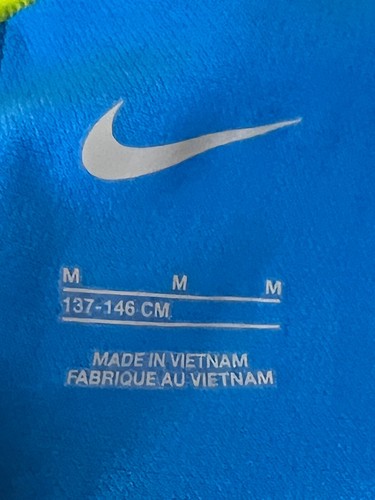 M M M
137-146 CM
MADE IN VIETNAM
FABRIQUE AU VIETNAM